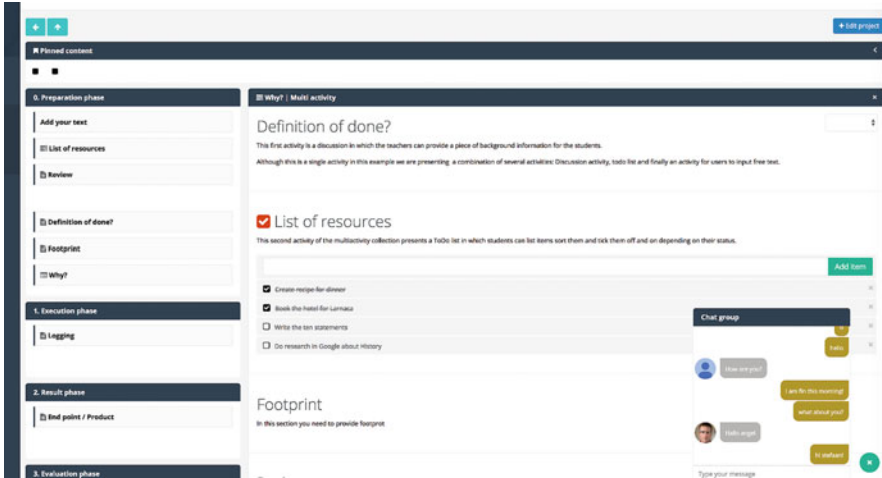 + Edit project
Pinned content
0. Preparation phase
Add your text
List of resources
Review
Definition of done?
Footprint
Why?
1. Execution phase
Logging
2. Result phase
End point / Product
3. Evaluation phase
Why? | Multi activity
Definition of done?
This first activity is a discussion in which the teachers can provide a piece of background information for the students.
Although this is a single activity in this example we are presenting a combination of several activities: Discussion activity, todo list and finally an activity for users to input free text.
List of resources
This second activity of the multiactivity collection presents a ToDo list in which students can list items sort them and tick them off and on depending on their status.
Add item
Create recipe for dinner
Book the hotel for Larnaca
Write the ten statements
Do research in Google about History
Footprint
In this section you need to provide footprot
Chat group
hello
How are you?
I am fin this morning!
what about you?
Hallo angel
hi stefaan!
Type your message